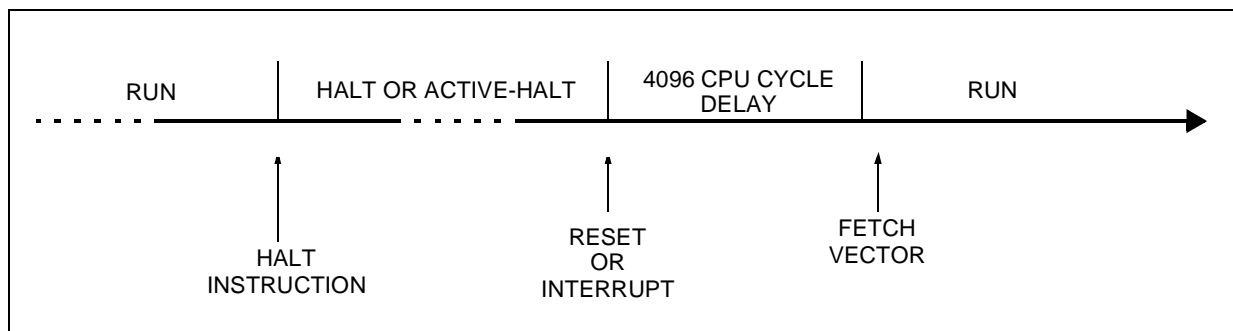 RUN
HALT OR ACTIVE-HALT
4096 CPU CYCLE
DELAY
RUN
HALT
INSTRUCTION
RESET
OR
INTERRUPT
FETCH
VECTOR